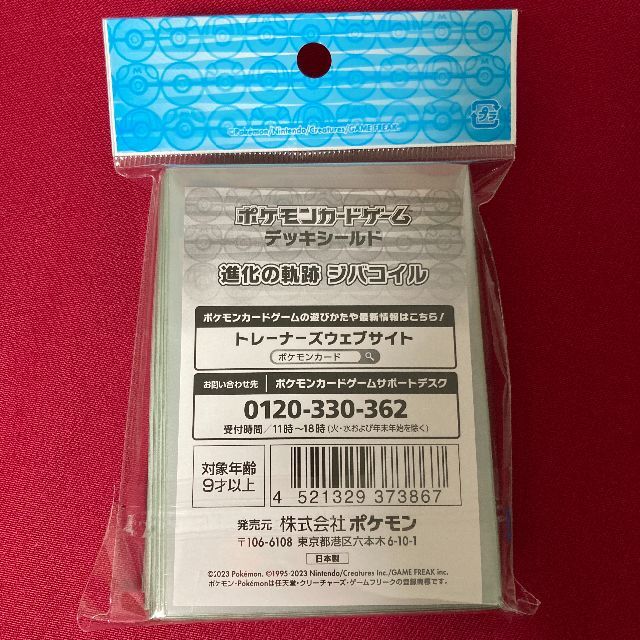 ©Pokémon/Nintendo/Creatures/GAME FREAK.
プラ
ポケモンカードゲーム
デッキシールド
進化の軌跡 ジバコイル
ポケモンカードゲームの遊びかたや最新情報はこちら!
トレーナーズウェブサイト
ポケモンカード
お問い合わせ先 ポケモンカードゲームサポートデスク
0120-330-362
受付時間/11時~18時(火・水および年末年始を除く)
対象年齢
9才以上
4 521329 373867
発売元 株式会社ポケモン
〒106-6108 東京都港区六本木6-10-1
日本製
©2023 Pokémon. ©1995-2023 Nintendo/Creatures Inc./GAME FREAK inc.
ポケモン・Pokémonは任天堂・クリーチャーズ・ゲームフリークの登録商標です。